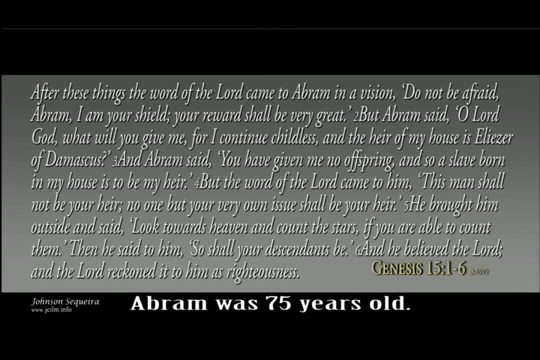 After these things the word of the Lord came to Abram in a vision, ‘Do not be afraid,
Abram, I am your shield; your reward shall be very great.’ 2But Abram said, ‘O Lord
God, what will you give me, for I continue childless, and the heir of my house is Eliezer
of Damascus?’ 3And Abram said, ‘You have given me no offspring, and so a slave born
in my house is to be my heir.’ 4But the word of the Lord came to him, ‘This man shall
not be your heir; no one but your very own issue shall be your heir.’ 5He brought him
outside and said, ‘Look towards heaven and count the stars, if you are able to count
them.’ Then he said to him, ‘So shall your descendants be.’ 6And he believed the Lord;
and the Lord reckoned it to him as righteousness.
GENESIS 15:1-6
Johnson Sequeira
www.jcilm.info
Abram was 75 years old.